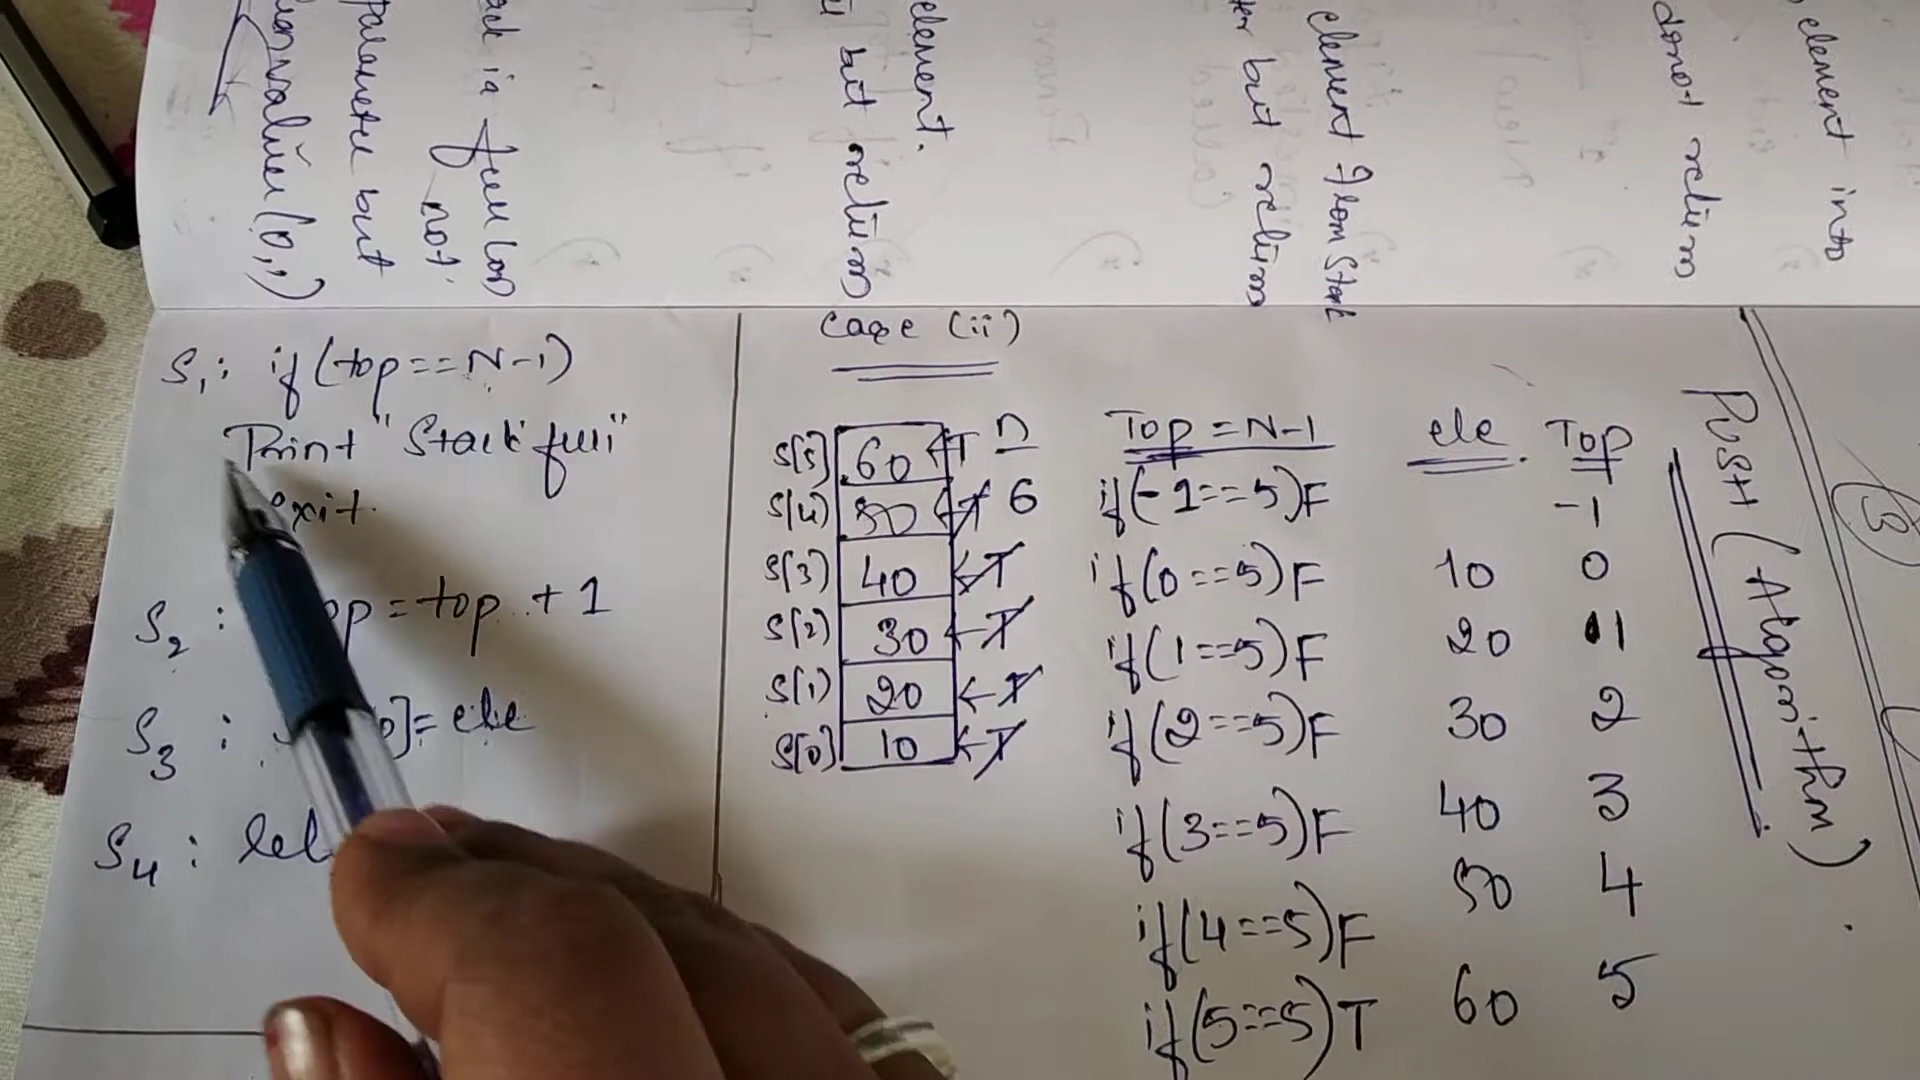 element into
donot return
element from Stack
but return
element.
but return
is full (or)
not.
parameter but
S1: if(top==N-1)
Print "Stack full"
exit.
S2 : top=top + 1
S3 : ]= ele
S4 :
Case (ii)
S[5] 60 ←T
S[4] 50 ←T
S[3] 40 ←T
S[2] 30 ←T
S[1] 20 ←T
S[0] 10 ←T
n
6
Top = N-1
if(-1==5)F
if(0==5)F
if(1==5)F
if(2==5)F
if(3==5)F
if(4==5)F
if(5==5)T
ele
10
20
30
40
50
60
Top
-1
0
1
2
3
4
5
PUSH (Algorithm)